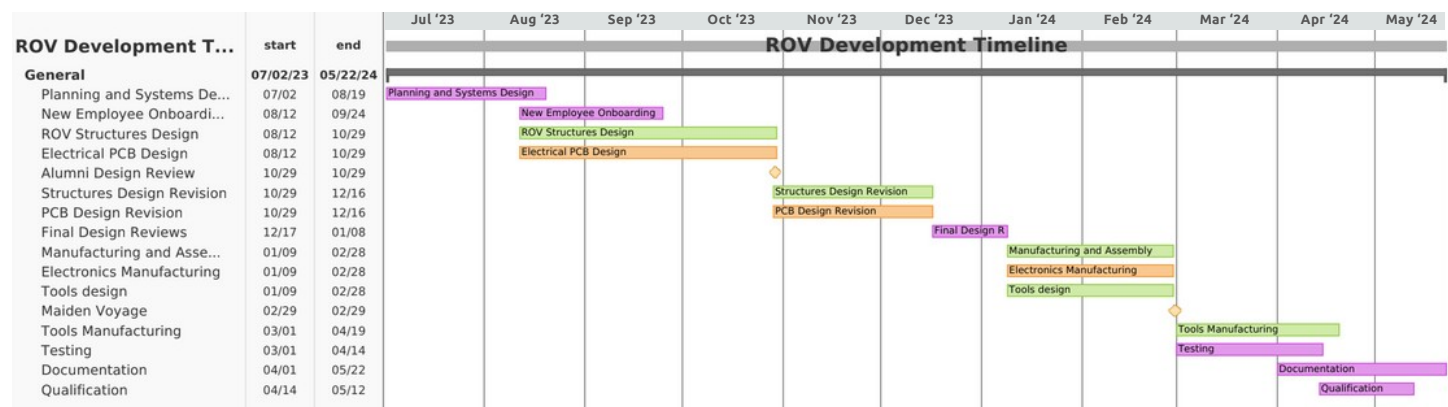 Jul ‘23 Aug ‘23 Sep ‘23 Oct ‘23 Nov ‘23 Dec ‘23 Jan ‘24 Feb ‘24 Mar ‘24 Apr ‘24 May ‘24
ROV Development T... start end ROV Development Timeline
General 07/02/23 05/22/24
Planning and Systems De... 07/02 08/19 Planning and Systems Design
New Employee Onboardi... 08/12 09/24 New Employee Onboarding
ROV Structures Design 08/12 10/29 ROV Structures Design
Electrical PCB Design 08/12 10/29 Electrical PCB Design
Alumni Design Review 10/29 10/29
Structures Design Revision 10/29 12/16 Structures Design Revision
PCB Design Revision 10/29 12/16 PCB Design Revision
Final Design Reviews 12/17 01/08 Final Design R
Manufacturing and Asse... 01/09 02/28 Manufacturing and Assembly
Electronics Manufacturing 01/09 02/28 Electronics Manufacturing
Tools design 01/09 02/28 Tools design
Maiden Voyage 02/29 02/29
Tools Manufacturing 03/01 04/19 Tools Manufacturing
Testing 03/01 04/14 Testing
Documentation 04/01 05/22 Documentation
Qualification 04/14 05/12 Qualification